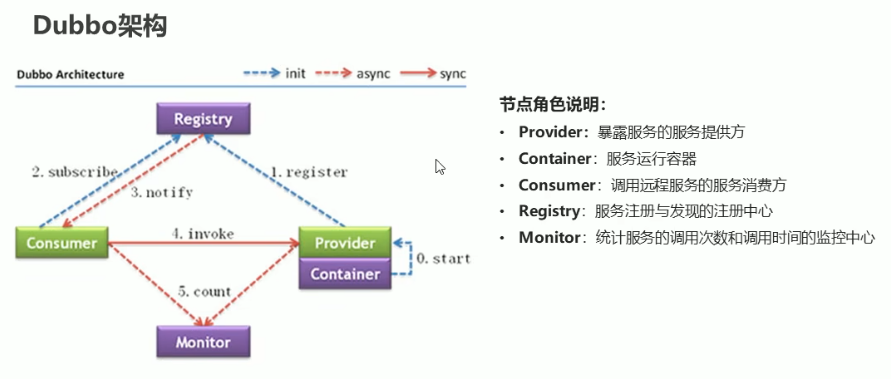 Dubbo架构
Dubbo Architecture
init
async
sync
Registry
2. subscribe
1. register
3. notify
Consumer
4. invoke
Provider
Container
0. start
5. count
Monitor
节点角色说明：
• Provider：暴露服务的服务提供方
• Container：服务运行容器
• Consumer：调用远程服务的服务消费方
• Registry：服务注册与发现的注册中心
• Monitor：统计服务的调用次数和调用时间的监控中心